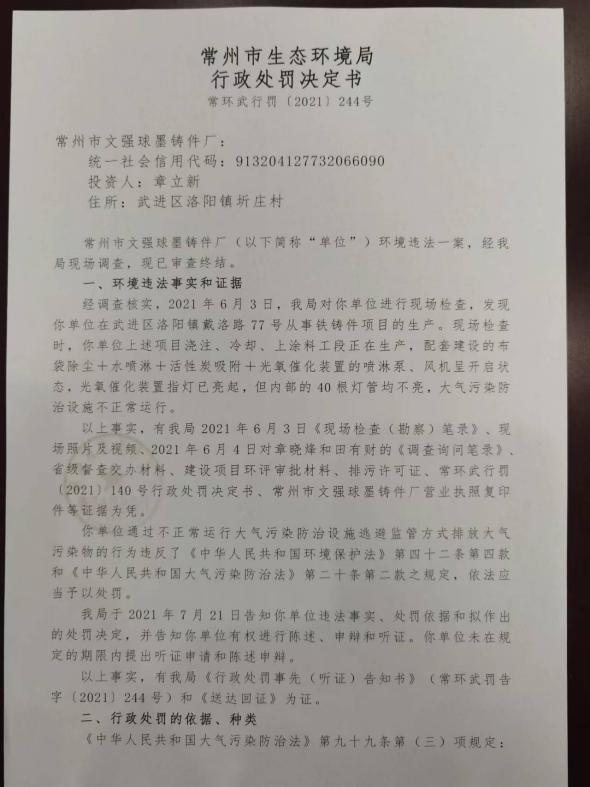 常州市生态环境局
行政处罚决定书
常环武行罚〔2021〕244号
常州市文强球墨铸件厂：
统一社会信用代码：913204127732066090
投资人：章立新
住所：武进区洛阳镇圻庄村
常州市文强球墨铸件厂（以下简称“单位”）环境违法一案，经我
局现场调查，现已审查终结。
一、环境违法事实和证据
经调查核实，2021年6月3日，我局对你单位进行现场检查，发现
你单位在武进区洛阳镇戴洛路77号从事铁铸件项目的生产。现场检查
时，你单位上述项目浇注、冷却、上涂料工段正在生产，配套建设的布
袋除尘＋水喷淋＋活性炭吸附＋光氧催化装置的喷淋泵、风机呈开启状
态，光氧催化装置指灯已亮起，但内部的40根灯管均不亮，大气污染防
治设施不正常运行。
以上事实，有我局2021年6月3日《现场检查（勘察）笔录》、现
场照片及视频、2021年6月4日对章晓烽和田有财的《调查询问笔录》、
省级督查交办材料、建设项目环评审批材料、排污许可证、常环武行罚
〔2021〕140号行政处罚决定书、常州市文强球墨铸件厂营业执照复印
件等证据为凭。
你单位通过不正常运行大气污染防治设施逃避监管方式排放大气
污染物的行为违反了《中华人民共和国环境保护法》第四十二条第四款
和《中华人民共和国大气污染防治法》第二十条第二款之规定，依法应
当予以处罚。
我局于2021年7月21日告知你单位违法事实、处罚依据和拟作出
的处罚决定，并告知你单位有权进行陈述、申辩和听证。你单位未在规
定的期限内提出听证申请和陈述申辩。
以上事实，有我局《行政处罚事先（听证）告知书》（常环武罚告
字〔2021〕244号）和《送达回证》为证。
二、行政处罚的依据、种类
《中华人民共和国大气污染防治法》第九十九条第（三）项规定：